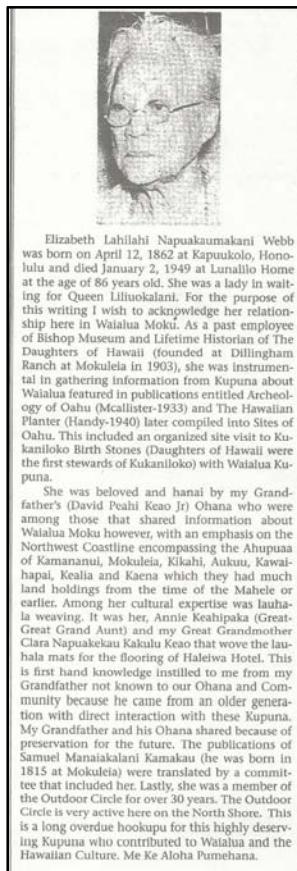 Elizabeth Lahilahi Napuakaumakani Webb
was born on April 12, 1862 at Kapuukolo, Hono-
lulu and died January 2, 1949 at Lunalilo Home
at the age of 86 years old. She was a lady in wait-
ing for Queen Liliuokalani. For the purpose of
this writing I wish to acknowledge her relation-
ship here in Waialua Moku. As a past employee
of Bishop Museum and Lifetime Historian of The
Daughters of Hawaii (founded at Dillingham
Ranch at Mokuleia in 1903), she was instrumen-
tal in gathering information from Kupuna about
Waialua featured in publications entitled Archeol-
ogy of Oahu (Mcallister-1933) and The Hawaiian
Planter (Handy-1940) later compiled into Sites of
Oahu. This included an organized site visit to Ku-
kaniloko Birth Stones (Daughters of Hawaii were
the first stewards of Kukaniloko) with Waialua Ku-
puna.
She was beloved and hanai by my Grand-
father's (David Peahi Keao Jr) Ohana who were
among those that shared information about
Waialua Moku however, with an emphasis on the
Northwest Coastline encompassing the Ahupuaa
of Kamananui, Mokuleia, Kikahi, Aukuu, Kawai-
hapai, Kealia and Kaena which they had much
land holdings from the time of the Mahele or
earlier. Among her cultural expertise was lauha-
la weaving. It was her, Annie Keahipaka (Great-
Great Grand Aunt) and my Great Grandmother
Clara Napuakekau Kakulu Keao that wove the lau-
hala mats for the flooring of Haleiwa Hotel. This
is first hand knowledge instilled to me from my
Grandfather not known to our Ohana and Com-
munity because he came from an older genera-
tion with direct interaction with these Kupuna.
My Grandfather and his Ohana shared because of
preservation for the future. The publications of
Samuel Manaiakalani Kamakau (he was born in
1815 at Mokuleia) were translated by a commit-
tee that included her. Lastly, she was a member of
the Outdoor Circle for over 30 years. The Outdoor
Circle is very active here on the North Shore. This
is a long overdue hookupu for this highly deserv-
ing Kupuna who contributed to Waialua and the
Hawaiian Culture. Me Ke Aloha Pumehana.